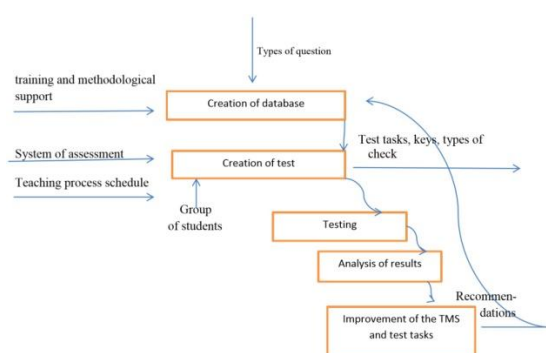 Types of question
training and methodological
support
Creation of database
System of assessment
Creation of test
Test tasks, keys, types of
check
Teaching process schedule
Group
of students
Testing
Analysis of results
Recommen-
dations
Improvement of the TMS
and test tasks